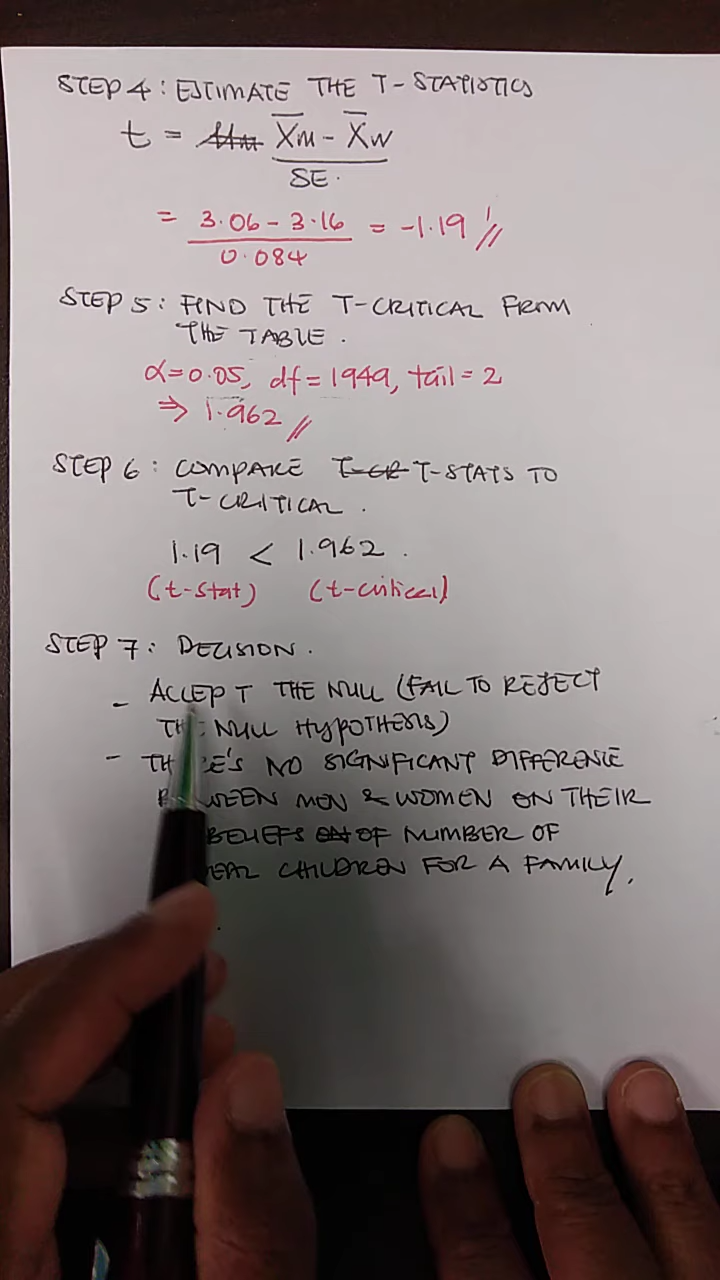 STEP 4: ESTIMATE THE T-STATISTICS
t = X̄m - X̄w
SE.
= 3.06 - 3.16 = -1.19 //
0.084
STEP 5: FIND THE T-CRITICAL FROM
THE TABLE.
α=0.05, df=1949, tail=2
⇒ 1.962 //
STEP 6: COMPARE T-STATS TO
T-CRITICAL.
1.19 < 1.962.
(t-stat) (t-critical)
STEP 7: DECISION.
- ACCEPT THE NULL (FAIL TO REJECT
THE NULL HYPOTHESIS)
- NO SIGNIFICANT DIFFERENCE
MEN & WOMEN ON THEIR
BELIEFS OF NUMBER OF
CHILDREN FOR A FAMILY.